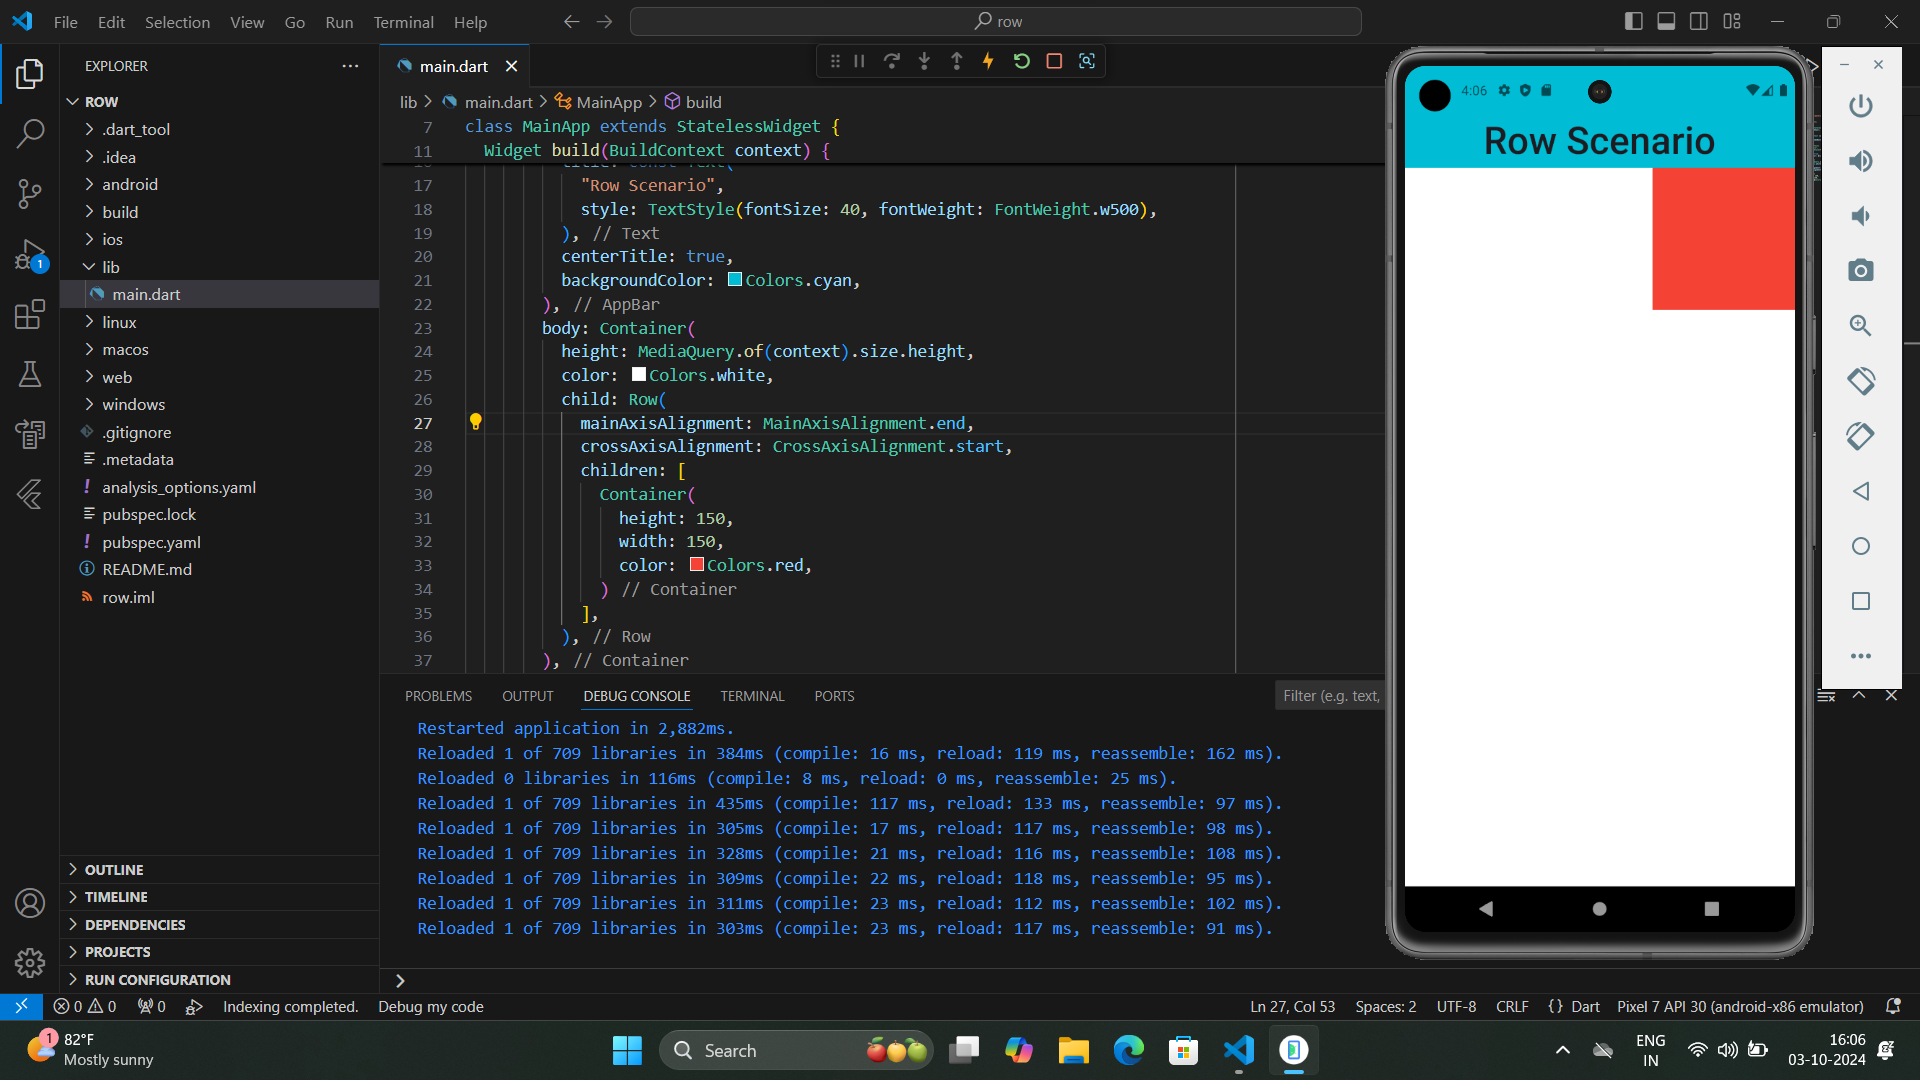 File Edit Selection View Go Run Terminal Help
row
EXPLORER
ROW
.dart_tool
.idea
android
build
ios
lib
main.dart
linux
macos
web
windows
.gitignore
.metadata
analysis_options.yaml
pubspec.lock
pubspec.yaml
README.md
row.iml
OUTLINE
TIMELINE
DEPENDENCIES
PROJECTS
RUN CONFIGURATION
1
main.dart
lib > main.dart > MainApp > build
7 class MainApp extends StatelessWidget {
11 Widget build(BuildContext context) {
16 title: const Text(
17 "Row Scenario",
18 style: TextStyle(fontSize: 40, fontWeight: FontWeight.w500),
19 ), // Text
20 centerTitle: true,
21 backgroundColor: Colors.cyan,
22 ), // AppBar
23 body: Container(
24 height: MediaQuery.of(context).size.height,
25 color: Colors.white,
26 child: Row(
27 mainAxisAlignment: MainAxisAlignment.end,
28 crossAxisAlignment: CrossAxisAlignment.start,
29 children: [
30 Container(
31 height: 150,
32 width: 150,
33 color: Colors.red,
34 ) // Container
35 ],
36 ), // Row
37 ), // Container
PROBLEMS OUTPUT DEBUG CONSOLE TERMINAL PORTS
Filter (e.g. text,
Restarted application in 2,882ms.
Reloaded 1 of 709 libraries in 384ms (compile: 16 ms, reload: 119 ms, reassemble: 162 ms).
Reloaded 0 libraries in 116ms (compile: 8 ms, reload: 0 ms, reassemble: 25 ms).
Reloaded 1 of 709 libraries in 435ms (compile: 117 ms, reload: 133 ms, reassemble: 97 ms).
Reloaded 1 of 709 libraries in 305ms (compile: 17 ms, reload: 117 ms, reassemble: 98 ms).
Reloaded 1 of 709 libraries in 328ms (compile: 21 ms, reload: 116 ms, reassemble: 108 ms).
Reloaded 1 of 709 libraries in 309ms (compile: 22 ms, reload: 118 ms, reassemble: 95 ms).
Reloaded 1 of 709 libraries in 311ms (compile: 23 ms, reload: 112 ms, reassemble: 102 ms).
Reloaded 1 of 709 libraries in 303ms (compile: 23 ms, reload: 117 ms, reassemble: 91 ms).
4:06
Row Scenario
0 0 0 Indexing completed. Debug my code
Ln 27, Col 53 Spaces: 2 UTF-8 CRLF {} Dart Pixel 7 API 30 (android-x86 emulator)
1
82°F
Mostly sunny
Search
ENG
IN
16:06
03-10-2024